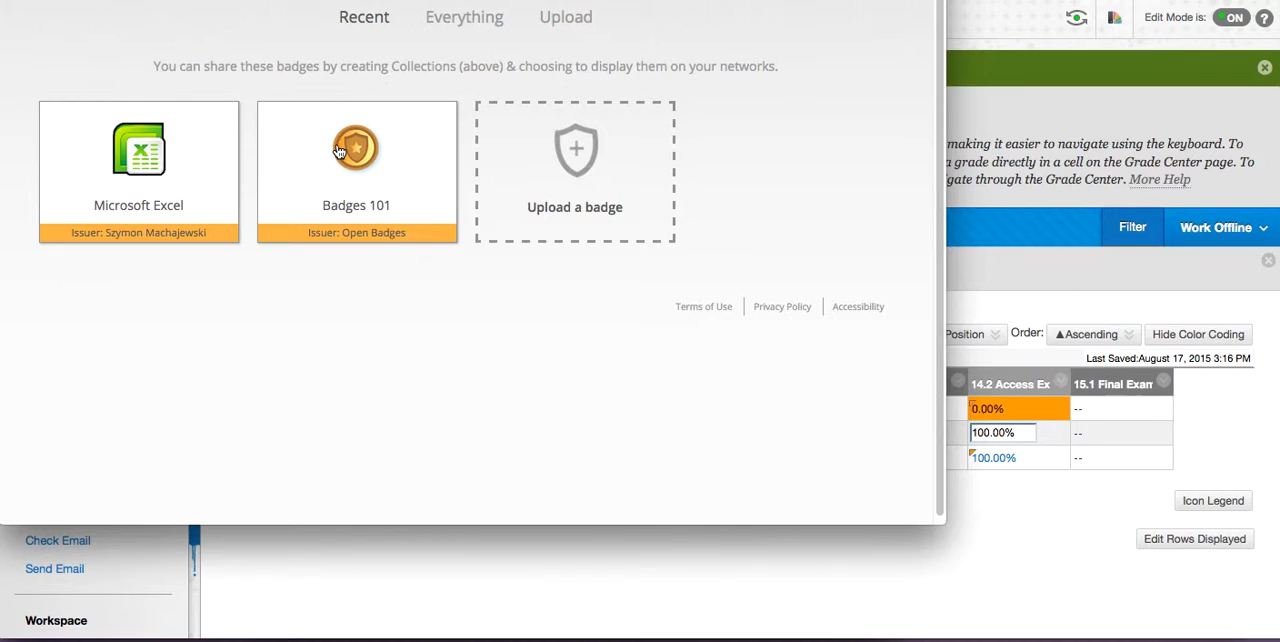 Recent Everything Upload
Edit Mode is: ON ?
You can share these badges by creating Collections (above) & choosing to display them on your networks.
Microsoft Excel
Issuer: Szymon Machajewski
Badges 101
Issuer: Open Badges
Upload a badge
Terms of Use Privacy Policy Accessibility
making it easier to navigate using the keyboard. To
a grade directly in a cell on the Grade Center page. To
gate through the Grade Center. More Help
Filter Work Offline
Position Order: ▲Ascending Hide Color Coding
Last Saved:August 17, 2015 3:16 PM
14.2 Access Ex 15.1 Final Exam
0.00% --
100.00% --
100.00% --
Icon Legend
Edit Rows Displayed
Check Email
Send Email
Workspace